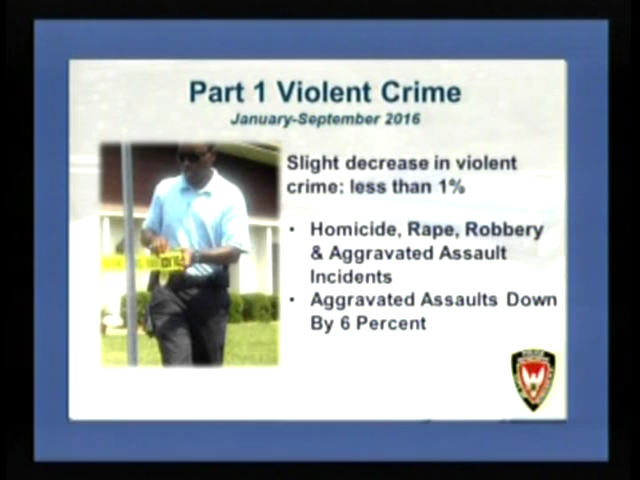 Part 1 Violent Crime
January-September 2016
Slight decrease in violent
crime: less than 1%
• Homicide, Rape, Robbery
& Aggravated Assault
Incidents
• Aggravated Assaults Down
By 6 Percent